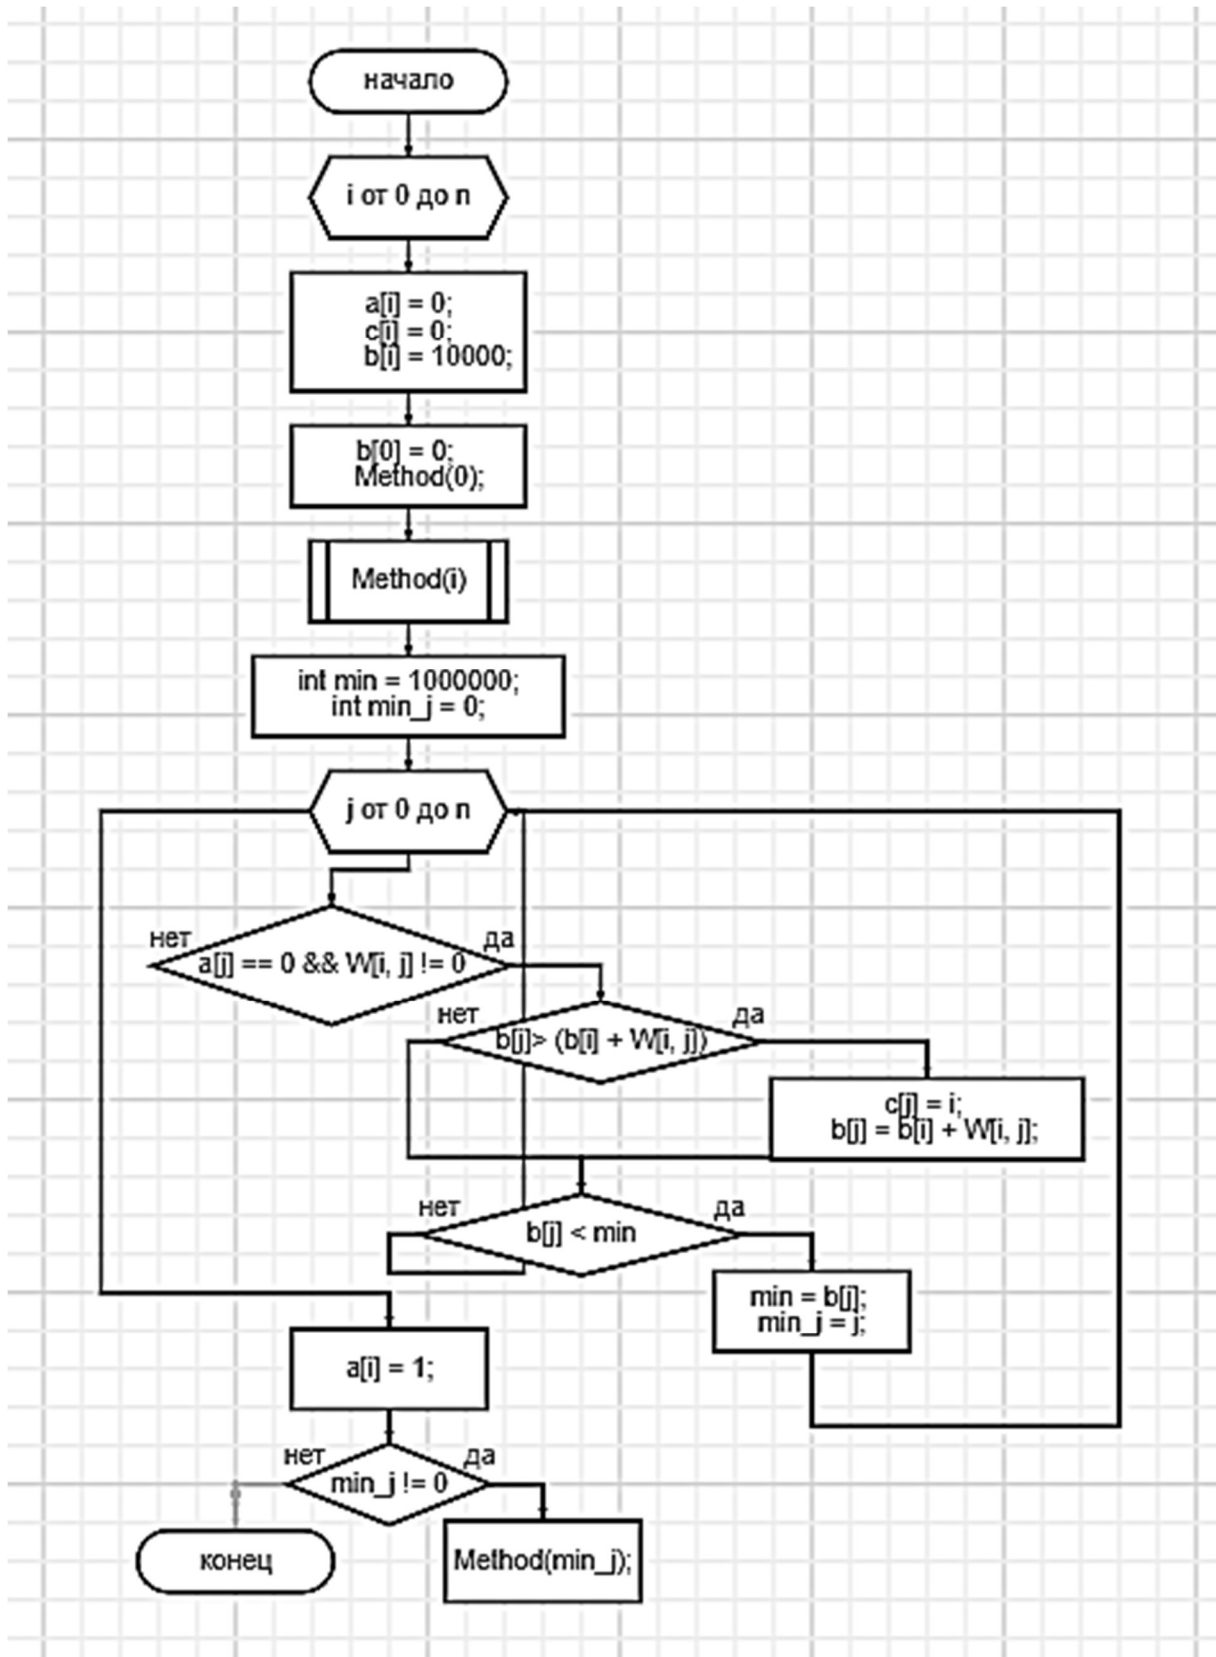 начало
i от 0 до n
a[i] = 0;
c[i] = 0;
b[i] = 10000;
b[0] = 0;
Method(0);
Method(i)
int min = 1000000;
int min_j = 0;
j от 0 до n
нет
да
a[j] == 0 && W[i, j] != 0
нет
да
b[j]> (b[i] + W[i, j])
c[j] = i;
b[j] = b[i] + W[i, j];
нет
да
b[j] < min
min = b[j];
min_j = j;
a[i] = 1;
нет
да
min_j != 0
конец
Method(min_j);